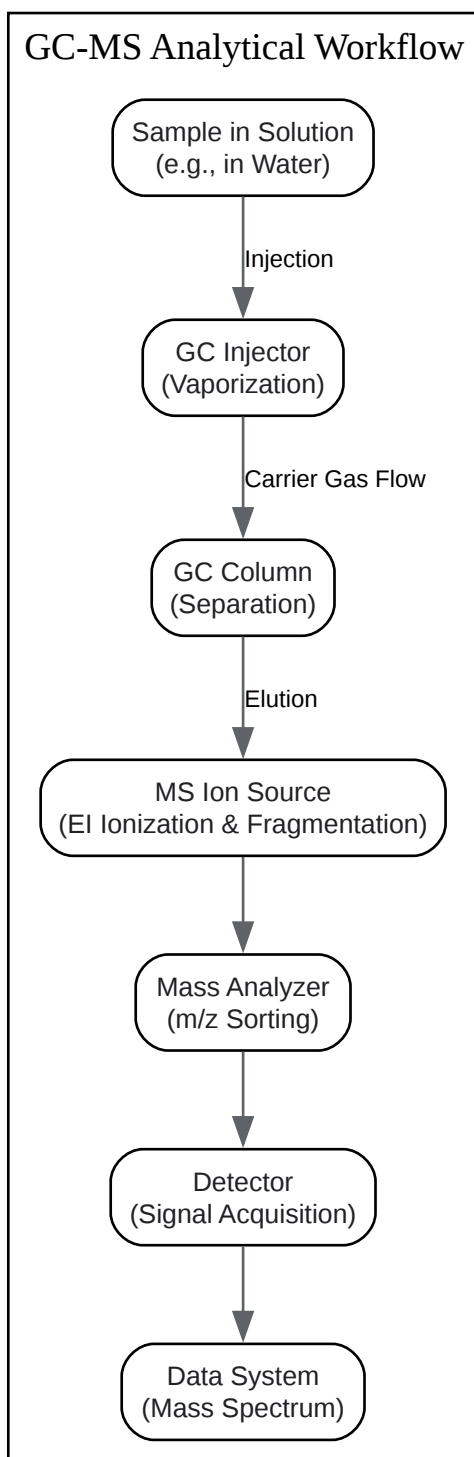 GC-MS Analytical Workflow
Sample in Solution
(e.g., in Water)
Injection
GC Injector
(Vaporization)
Carrier Gas Flow
GC Column
(Separation)
Elution
MS Ion Source
(EI Ionization & Fragmentation)
Mass Analyzer
(m/z Sorting)
Detector
(Signal Acquisition)
Data System
(Mass Spectrum)